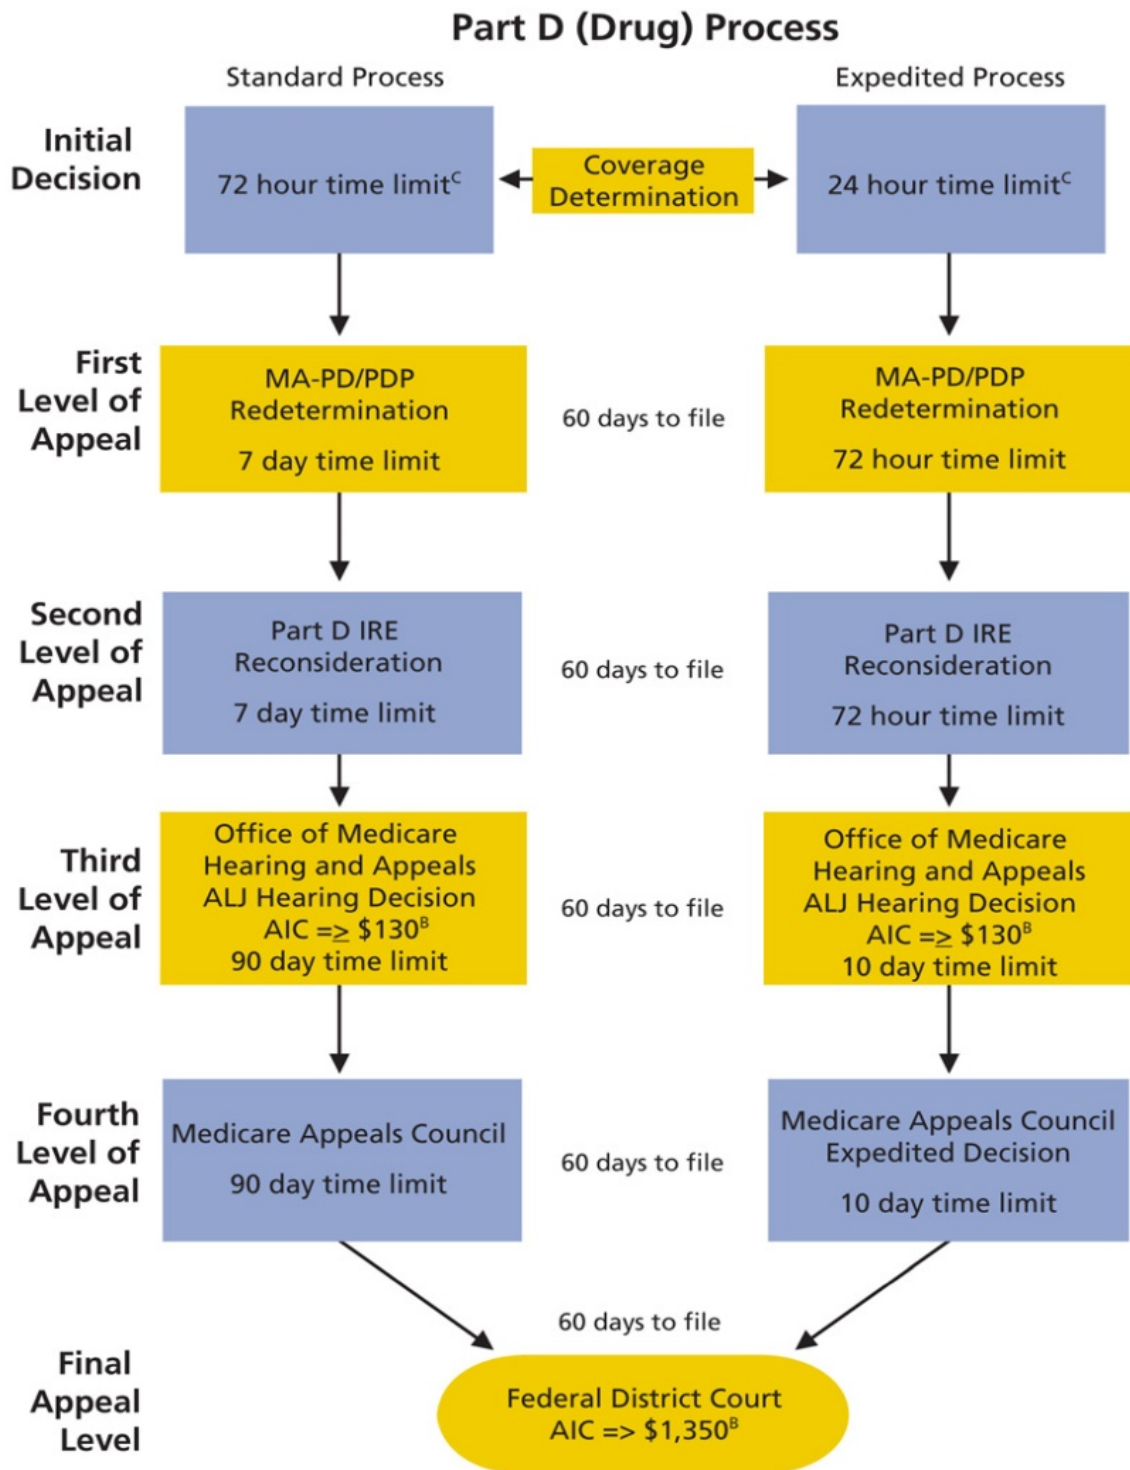 Part D (Drug) Process
Standard Process
Expedited Process
Initial
Decision
72 hour time limitᶜ
Coverage
Determination
24 hour time limitᶜ
First
Level of
Appeal
MA-PD/PDP
Redetermination
7 day time limit
60 days to file
MA-PD/PDP
Redetermination
72 hour time limit
Second
Level of
Appeal
Part D IRE
Reconsideration
7 day time limit
60 days to file
Part D IRE
Reconsideration
72 hour time limit
Third
Level of
Appeal
Office of Medicare
Hearing and Appeals
ALJ Hearing Decision
AIC =≥ $130ᴮ
90 day time limit
60 days to file
Office of Medicare
Hearing and Appeals
ALJ Hearing Decision
AIC =≥ $130ᴮ
10 day time limit
Fourth
Level of
Appeal
Medicare Appeals Council
90 day time limit
60 days to file
Medicare Appeals Council
Expedited Decision
10 day time limit
60 days to file
Final
Appeal
Level
Federal District Court
AIC => $1,350ᴮ